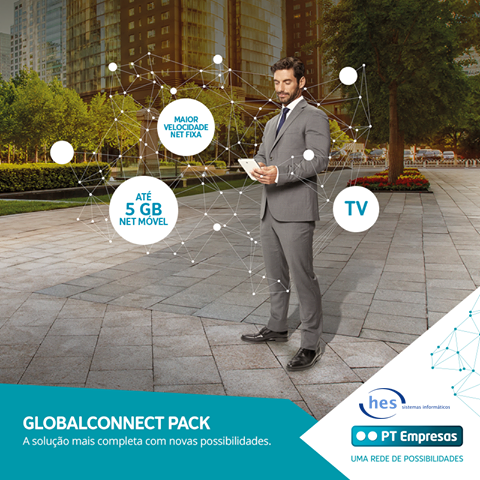 MAIOR
VELOCIDADE
NET FIXA
ATÉ
5 GB
NET MÓVEL
TV
GLOBALCONNECT PACK
A solução mais completa com novas possibilidades.
hes sistemas informáticos
PT Empresas
UMA REDE DE POSSIBILIDADES